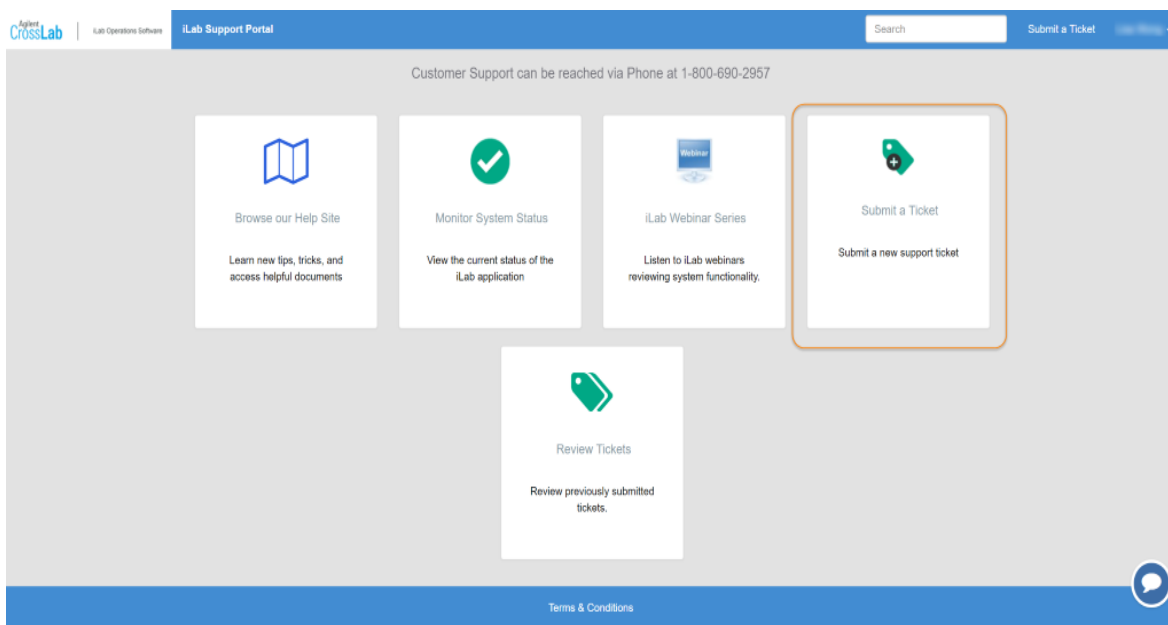 Agilent
CrossLab
iLab Operations Software
iLab Support Portal
Search
Submit a Ticket
Customer Support can be reached via Phone at 1-800-690-2957
Browse our Help Site
Learn new tips, tricks, and
access helpful documents
Monitor System Status
View the current status of the
iLab application
Webinar
iLab Webinar Series
Listen to iLab webinars
reviewing system functionality.
Submit a Ticket
Submit a new support ticket
Review Tickets
Review previously submitted
tickets.
Terms & Conditions